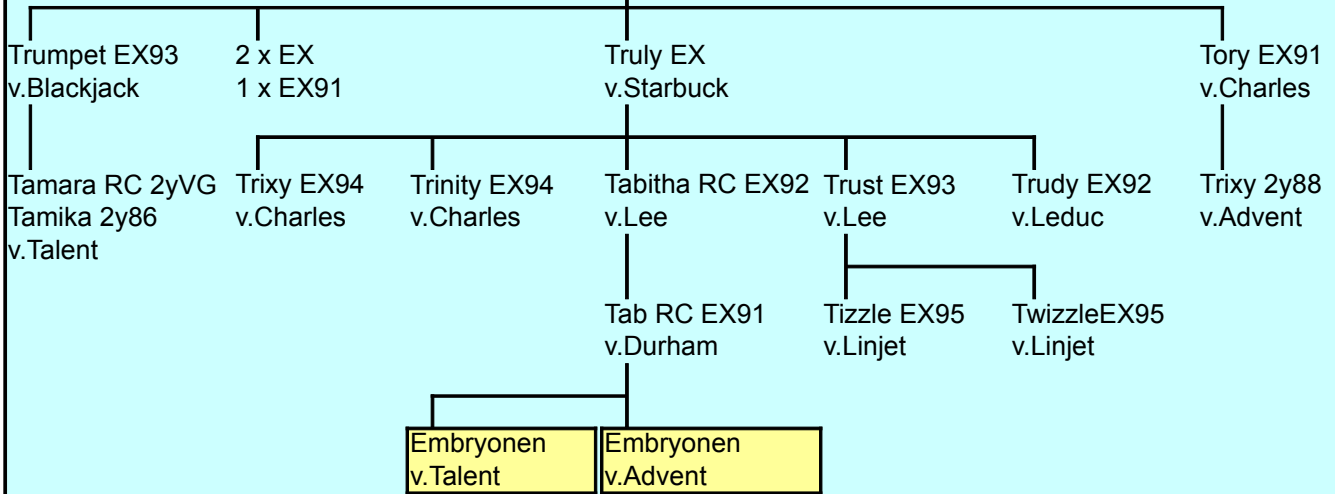 Trumpet EX93
v.Blackjack
2 x EX
1 x EX91
Truly EX
v.Starbuck
Tory EX91
v.Charles
Tamara RC 2yVG
Tamika 2y86
v.Talent
Trixy EX94
v.Charles
Trinity EX94
v.Charles
Tabitha RC EX92
v.Lee
Trust EX93
v.Lee
Trudy EX92
v.Leduc
Trixy 2y88
v.Advent
Tab RC EX91
v.Durham
Tizzle EX95
v.Linjet
TwizzleEX95
v.Linjet
Embryonen
v.Talent
Embryonen
v.Advent